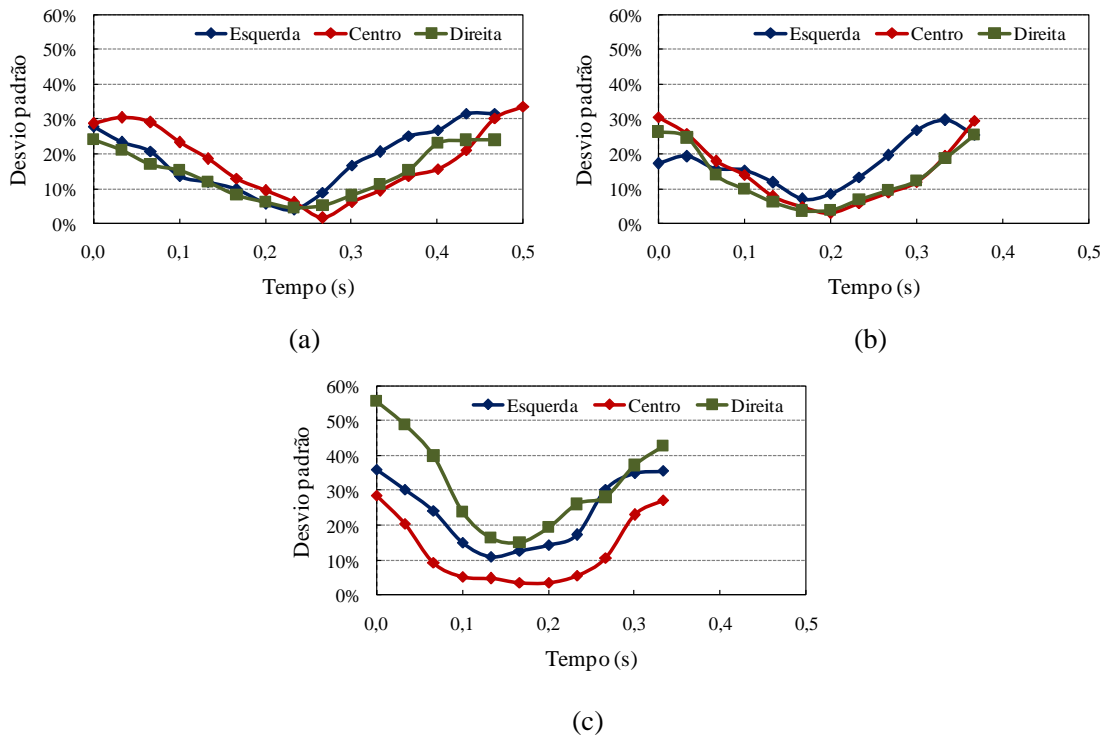 60%
50%
40%
30%
20%
10%
0%
Desvio padrão
Esquerda Centro Direita
0,0 0,1 0,2 0,3 0,4 0,5
Tempo (s)
(a)
60%
50%
40%
30%
20%
10%
0%
Desvio padrão
Esquerda Centro Direita
0,0 0,1 0,2 0,3 0,4 0,5
Tempo (s)
(b)
60%
50%
40%
30%
20%
10%
0%
Desvio padrão
Esquerda Centro Direita
0,0 0,1 0,2 0,3 0,4 0,5
Tempo (s)
(c)